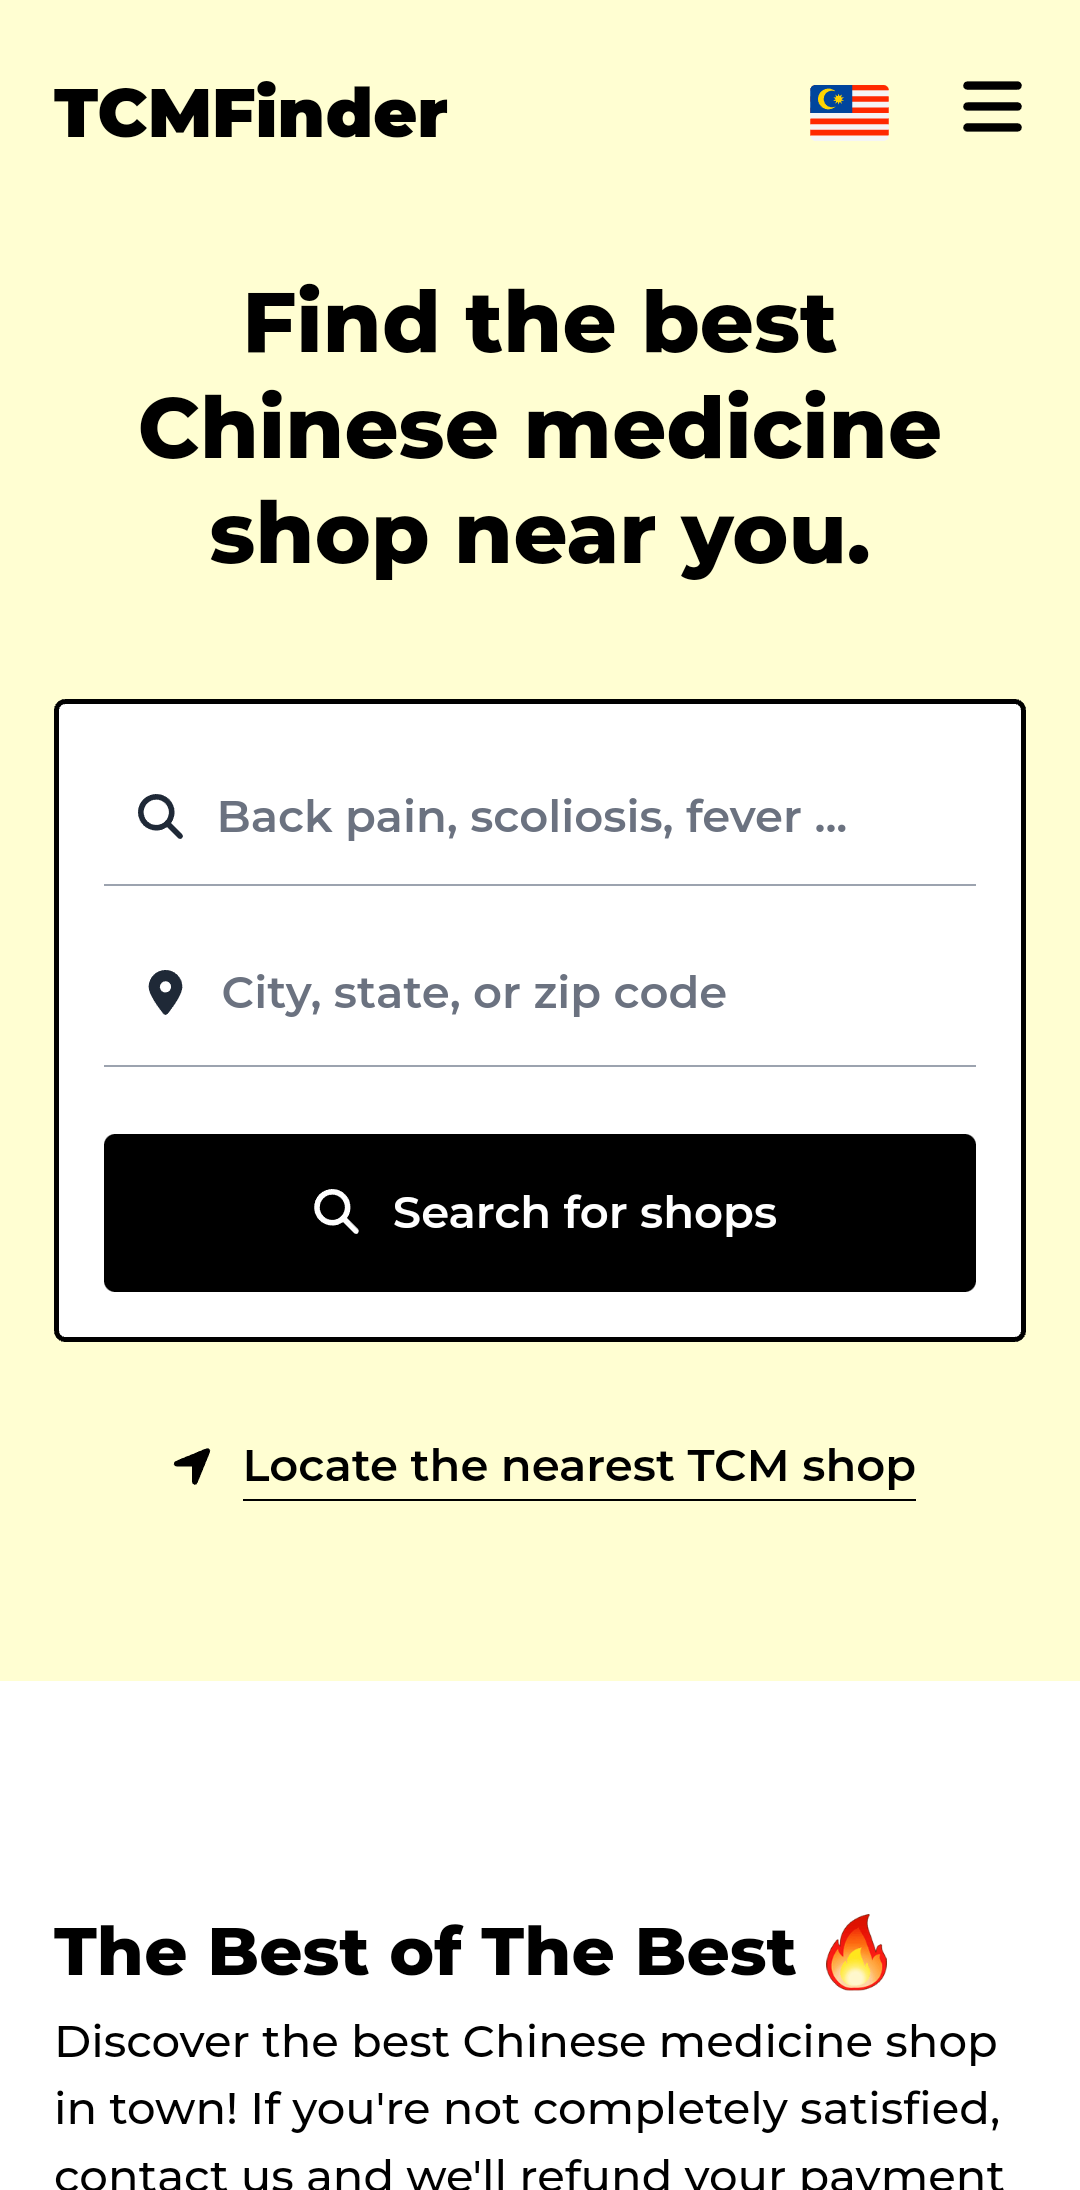 TCMFinder
Find the best
Chinese medicine
shop near you.
Back pain, scoliosis, fever ...
City, state, or zip code
Search for shops
Locate the nearest TCM shop
The Best of The Best 🔥
Discover the best Chinese medicine shop
in town! If you're not completely satisfied,
contact us and we'll refund your payment